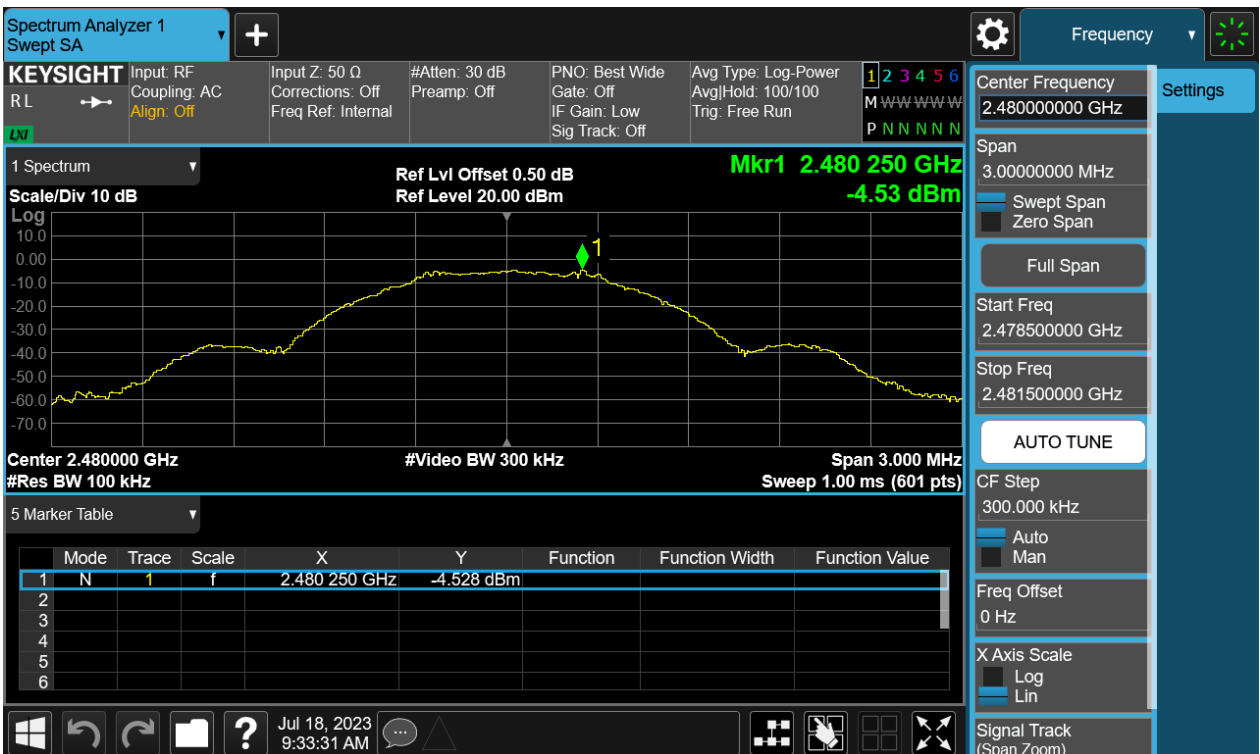 Spectrum Analyzer 1
Swept SA
Frequency
KEYSIGHT
RL
LXI
Input: RF
Coupling: AC
Align: Off
Input Z: 50 Ω
Corrections: Off
Freq Ref: Internal
#Atten: 30 dB
Preamp: Off
PNO: Best Wide
Gate: Off
IF Gain: Low
Sig Track: Off
Avg Type: Log-Power
Avg|Hold: 100/100
Trig: Free Run
1 2 3 4 5 6
M W W W W W
P N N N N N
1 Spectrum
Scale/Div 10 dB
Ref Lvl Offset 0.50 dB
Ref Level 20.00 dBm
Mkr1 2.480 250 GHz
-4.53 dBm
Log
10.0
0.00
-10.0
-20.0
-30.0
-40.0
-50.0
-60.0
-70.0
1
Center 2.480000 GHz
#Res BW 100 kHz
#Video BW 300 kHz
Span 3.000 MHz
Sweep 1.00 ms (601 pts)
5 Marker Table
Mode Trace Scale X Y Function Function Width Function Value
1 N 1 f 2.480 250 GHz -4.528 dBm
2
3
4
5
6
Jul 18, 2023
9:33:31 AM
Center Frequency
2.480000000 GHz
Settings
Span
3.00000000 MHz
Swept Span
Zero Span
Full Span
Start Freq
2.478500000 GHz
Stop Freq
2.481500000 GHz
AUTO TUNE
CF Step
300.000 kHz
Auto
Man
Freq Offset
0 Hz
X Axis Scale
Log
Lin
Signal Track
(Span Zoom)